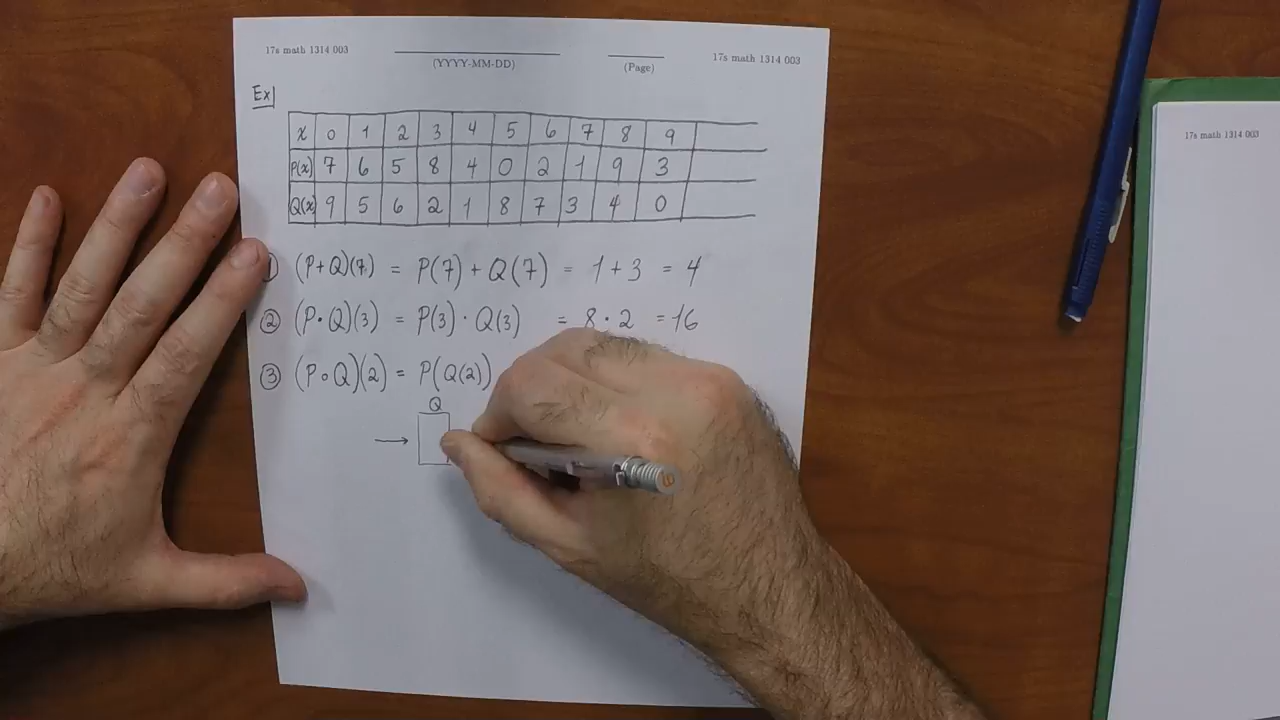 17s math 1314 003 (YYYY-MM-DD) (Page) 17s math 1314 003
17s math 1314 003
Ex
x 0 1 2 3 4 5 6 7 8 9
P(x) 7 6 5 8 4 0 2 1 9 3
Q(x) 9 5 6 2 1 8 7 3 4 0
① (P+Q)(7) = P(7) + Q(7) = 1 + 3 = 4
② (P·Q)(3) = P(3) · Q(3) = 8 · 2 = 16
③ (P∘Q)(2) = P(Q(2))
Q